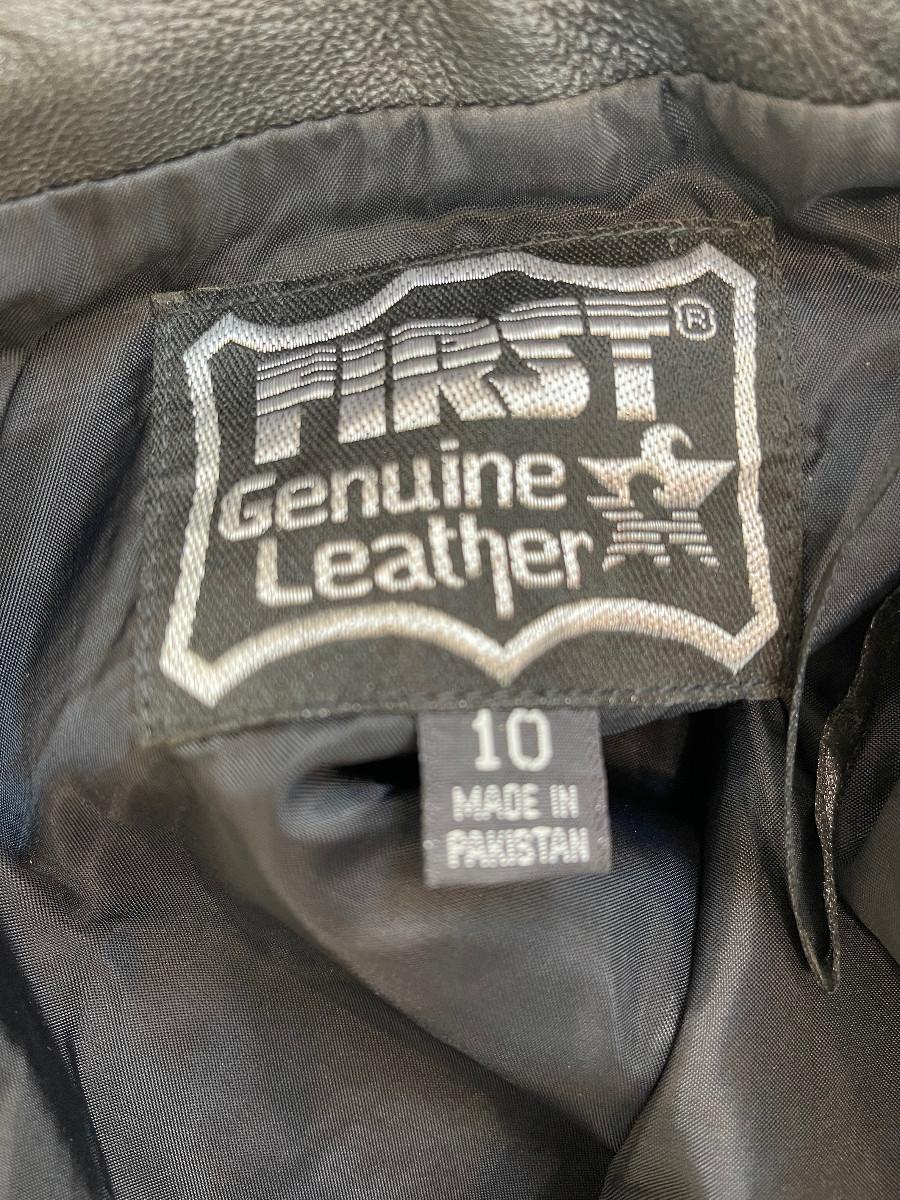 FIRST®
Genuine
Leather
10
MADE IN
PAKISTAN